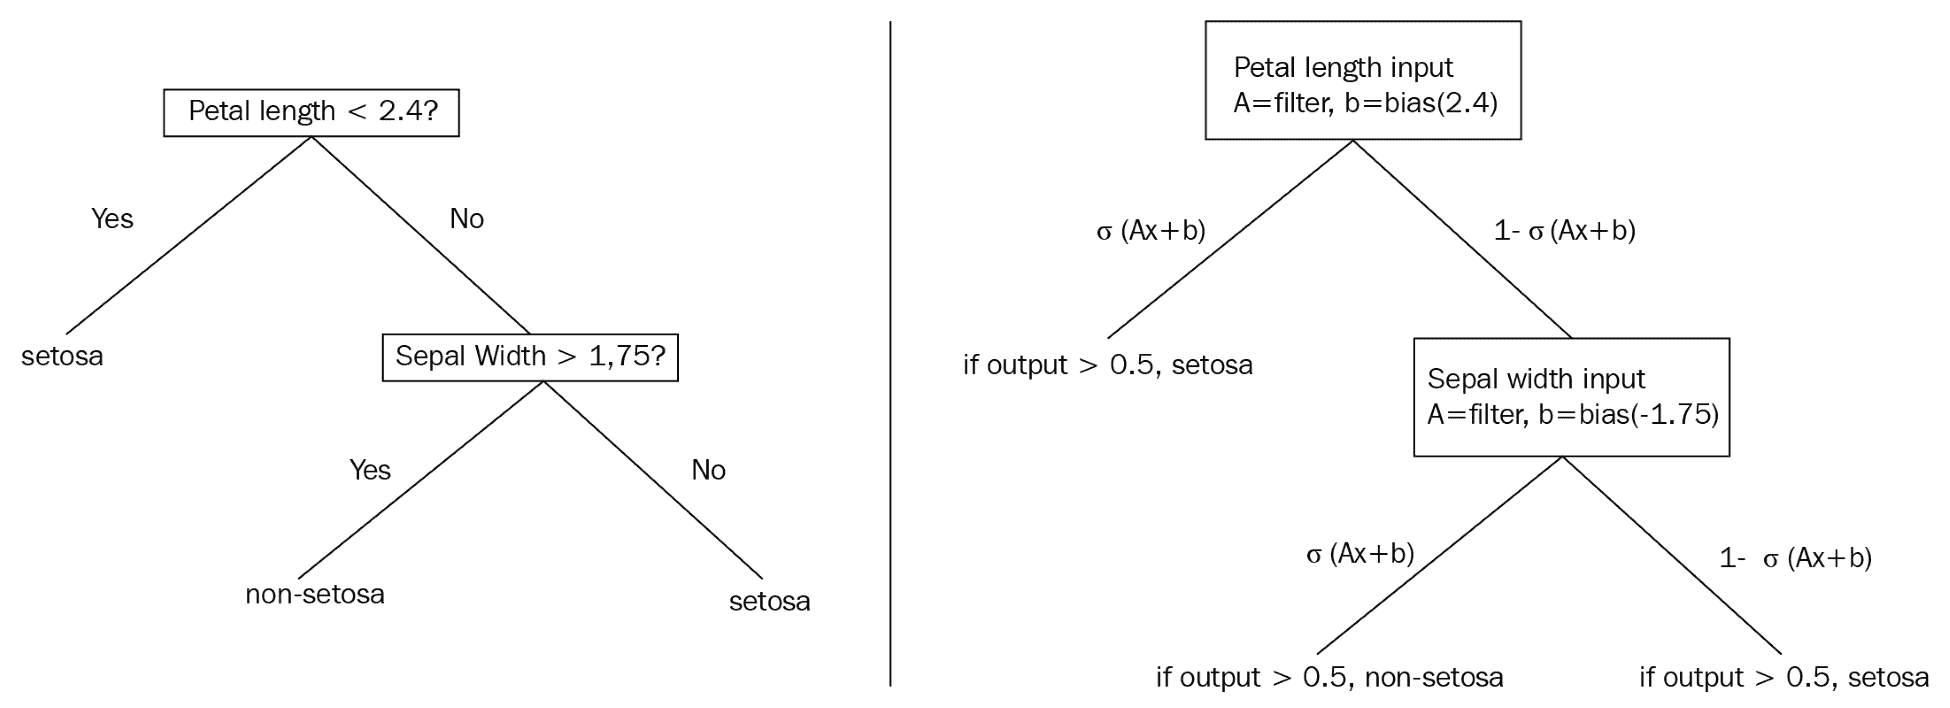 Petal length < 2.4?
Yes
No
setosa
Sepal Width > 1,75?
Yes
No
non-setosa
setosa
Petal length input
A=filter, b=bias(2.4)
σ (Ax+b)
1- σ (Ax+b)
if output > 0.5, setosa
Sepal width input
A=filter, b=bias(-1.75)
σ (Ax+b)
1- σ (Ax+b)
if output > 0.5, non-setosa
if output > 0.5, setosa